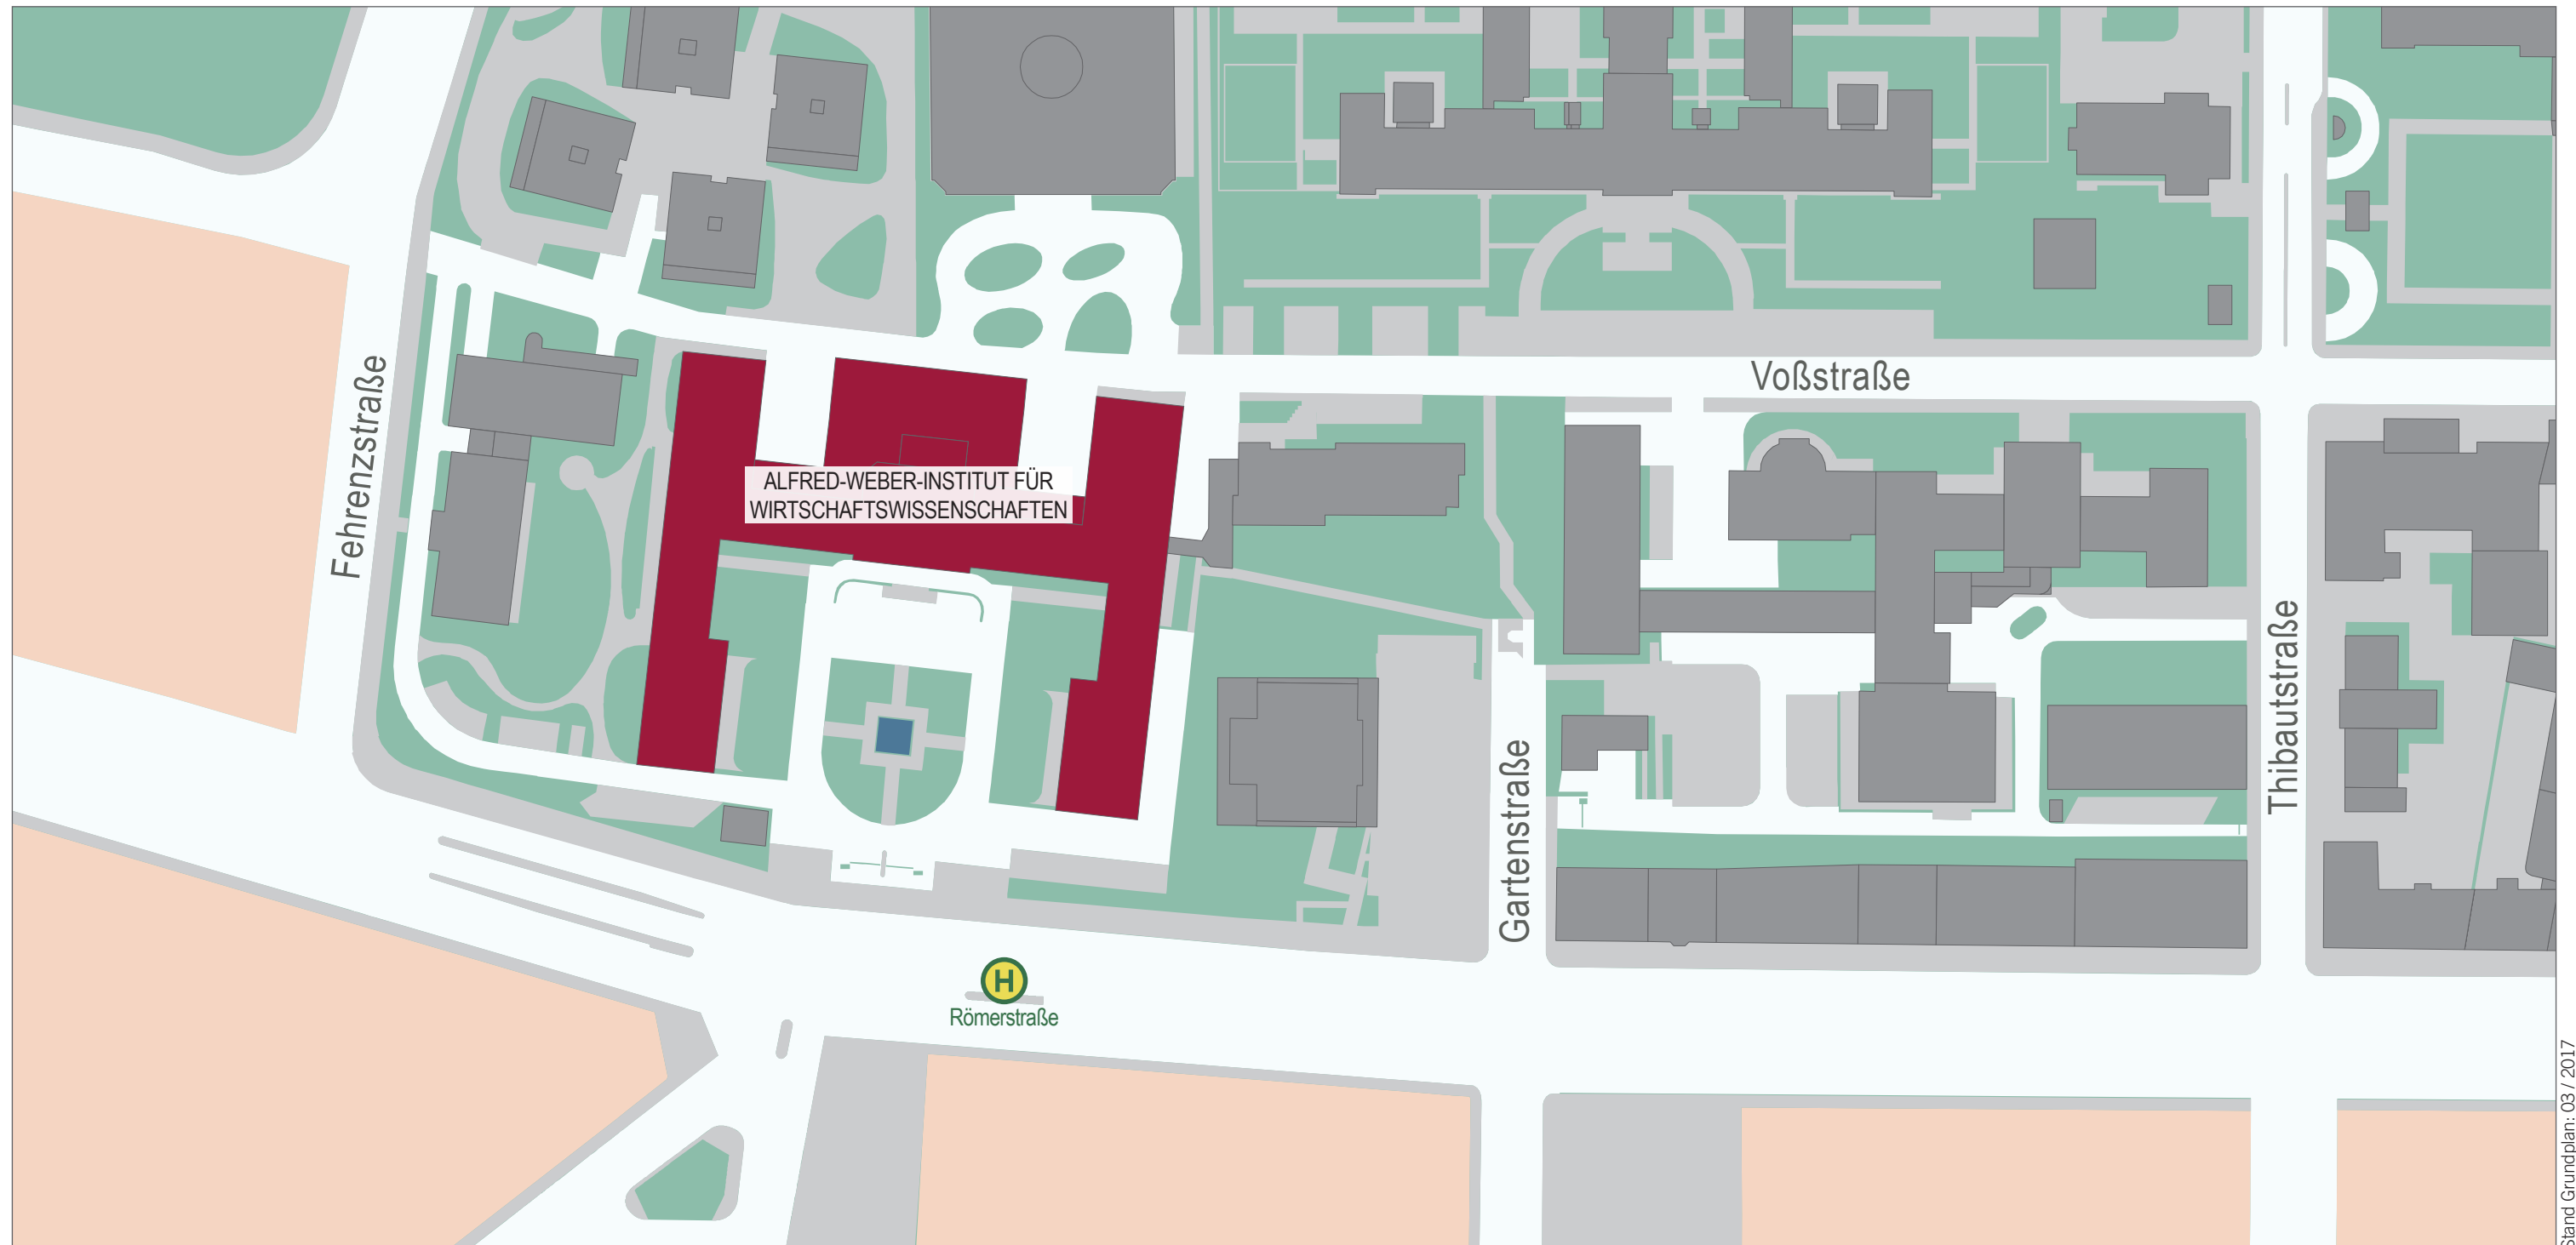 Voßstraße
Fehrenzstraße
ALFRED-WEBER-INSTITUT FÜR
WIRTSCHAFTSWISSENSCHAFTEN
Thibautstraße
Gartenstraße
H
Römerstraße
Stand Grundplan: 03 / 2017